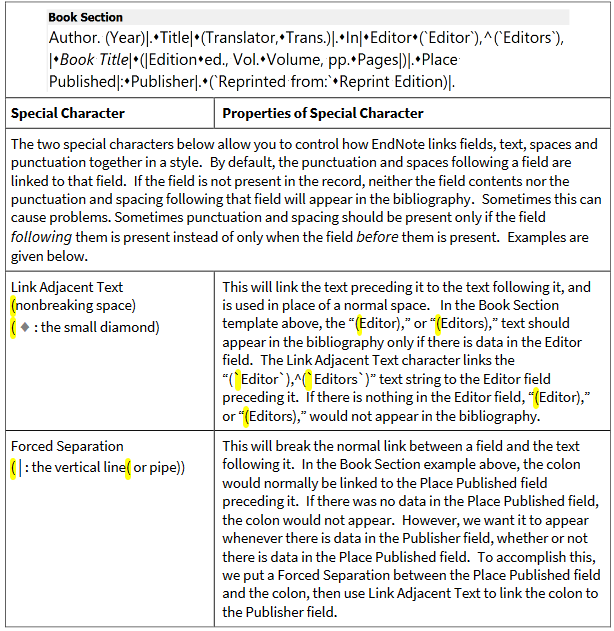 Book Section
Author. (Year)|.♦Title|♦(Translator,♦Trans.)|.♦In|♦Editor♦(`Editor`),^(`Editors`),
|♦Book Title|♦(|Edition♦ed., Vol.♦Volume, pp.♦Pages|)|.♦Place
Published|:♦Publisher|.♦(`Reprinted from:`♦Reprint Edition)|.
Special Character
Properties of Special Character
The two special characters below allow you to control how EndNote links fields, text, spaces and
punctuation together in a style. By default, the punctuation and spaces following a field are
linked to that field. If the field is not present in the record, neither the field contents nor the
punctuation and spacing following that field will appear in the bibliography. Sometimes this can
cause problems. Sometimes punctuation and spacing should be present only if the field
following them is present instead of only when the field before them is present. Examples are
given below.
Link Adjacent Text
(nonbreaking space)
( ♦ : the small diamond)
This will link the text preceding it to the text following it, and
is used in place of a normal space. In the Book Section
template above, the “(Editor),” or “(Editors),” text should
appear in the bibliography only if there is data in the Editor
field. The Link Adjacent Text character links the
“(`Editor`),^(`Editors`)” text string to the Editor field
preceding it. If there is nothing in the Editor field, “(Editor),”
or “(Editors),” would not appear in the bibliography.
Forced Separation
(| : the vertical line( or pipe))
This will break the normal link between a field and the text
following it. In the Book Section example above, the colon
would normally be linked to the Place Published field
preceding it. If there was no data in the Place Published field,
the colon would not appear. However, we want it to appear
whenever there is data in the Publisher field, whether or not
there is data in the Place Published field. To accomplish this,
we put a Forced Separation between the Place Published field
and the colon, then use Link Adjacent Text to link the colon to
the Publisher field.